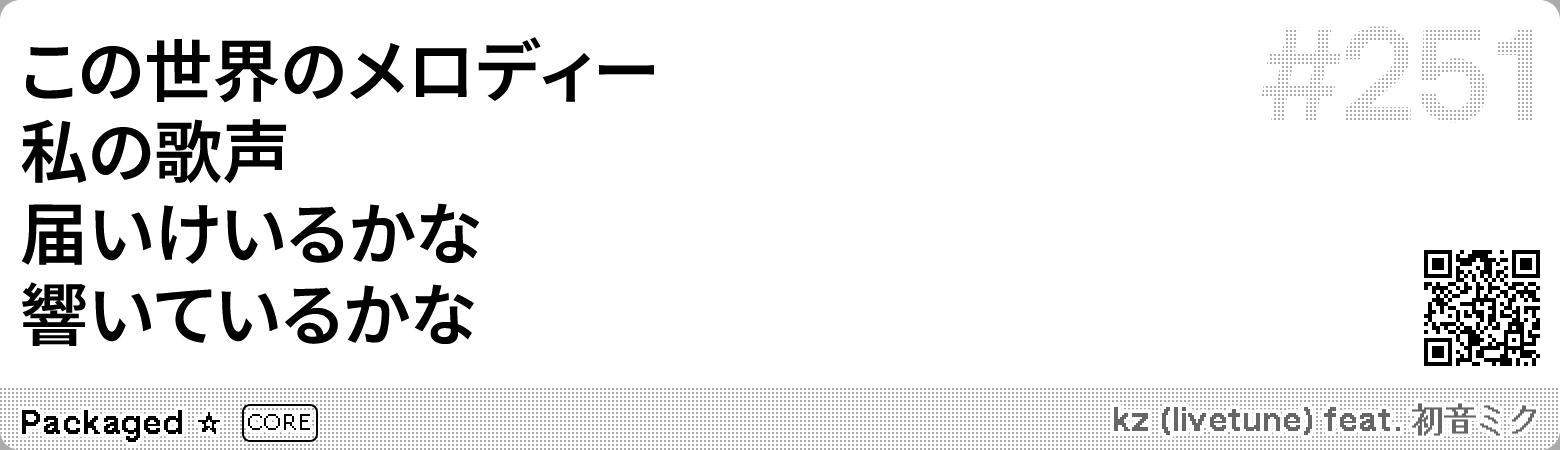 この世界のメロディー
私の歌声
届いけいるかな
響いているかな
#251
Packaged ☆ CORE
kz (livetune) feat. 初音ミク